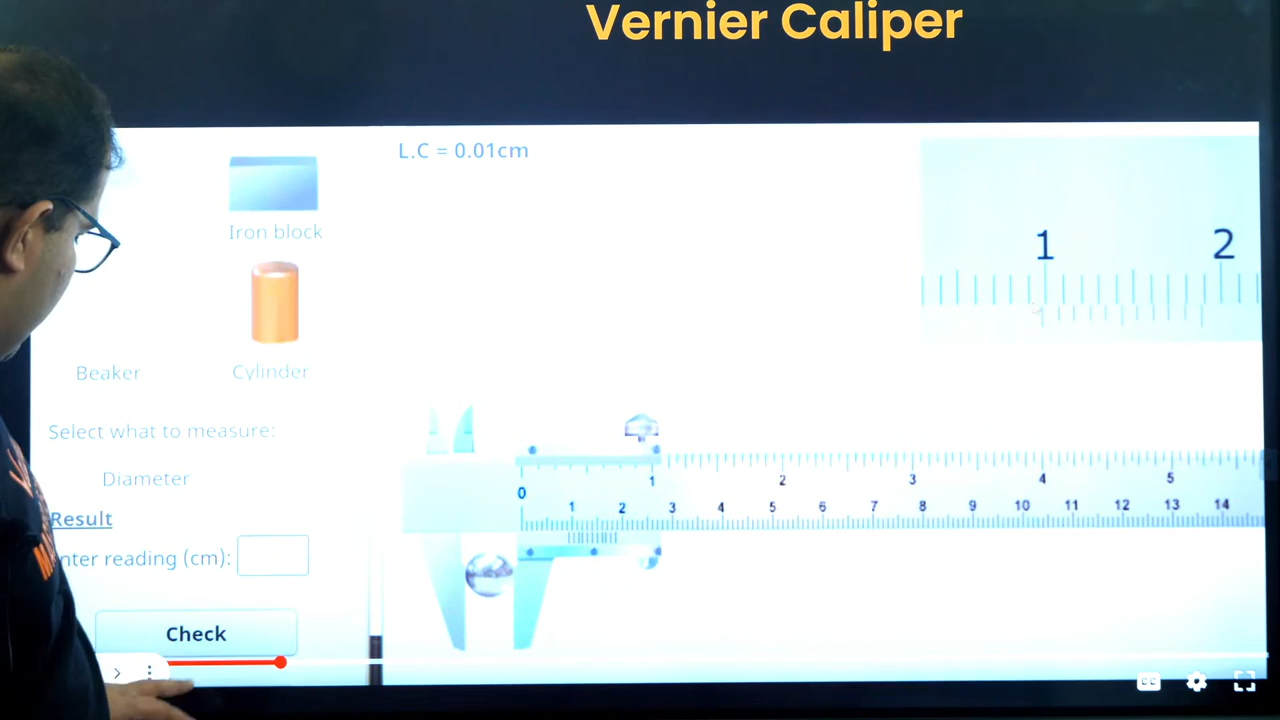 Vernier Caliper
L.C = 0.01cm
1 2
Iron block
Beaker Cylinder
Select what to measure:
Diameter
Result
nter reading (cm):
Check
1 2 3 4 5
0
1 2 3 4 5 6 7 8 9 10 11 12 13 14
CC